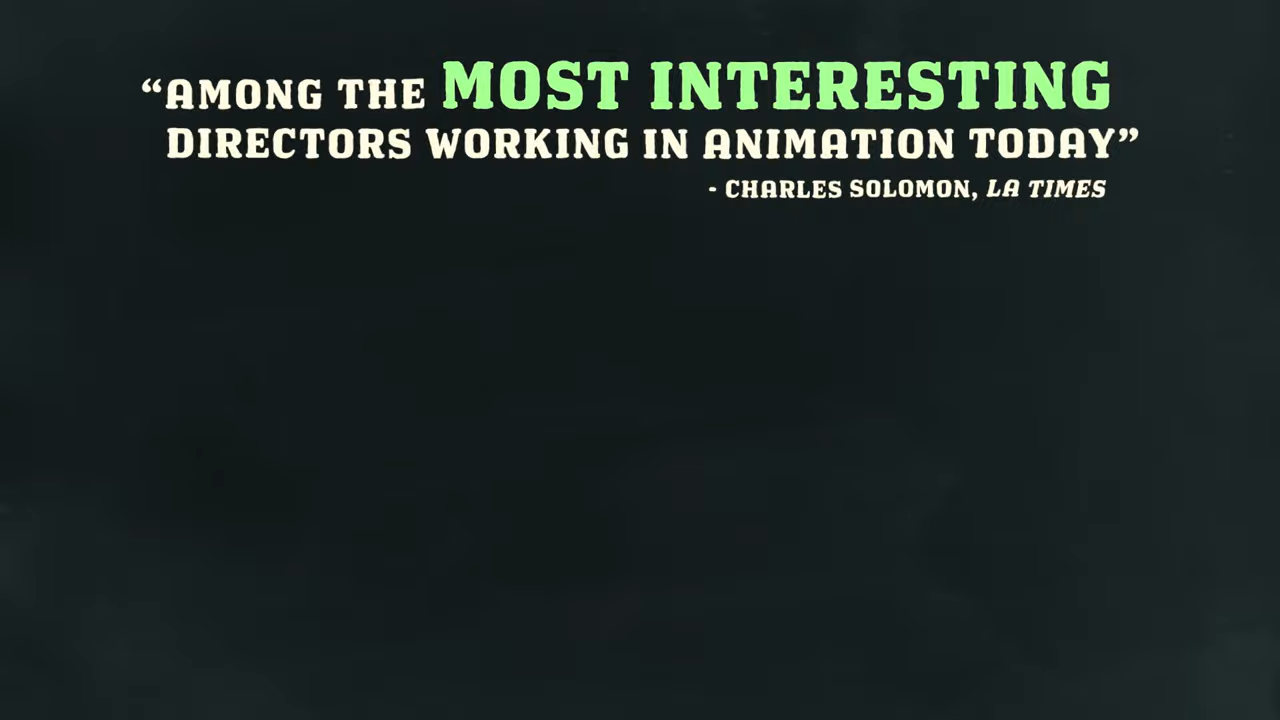 “AMONG THE MOST INTERESTING
DIRECTORS WORKING IN ANIMATION TODAY”
- CHARLES SOLOMON, LA TIMES